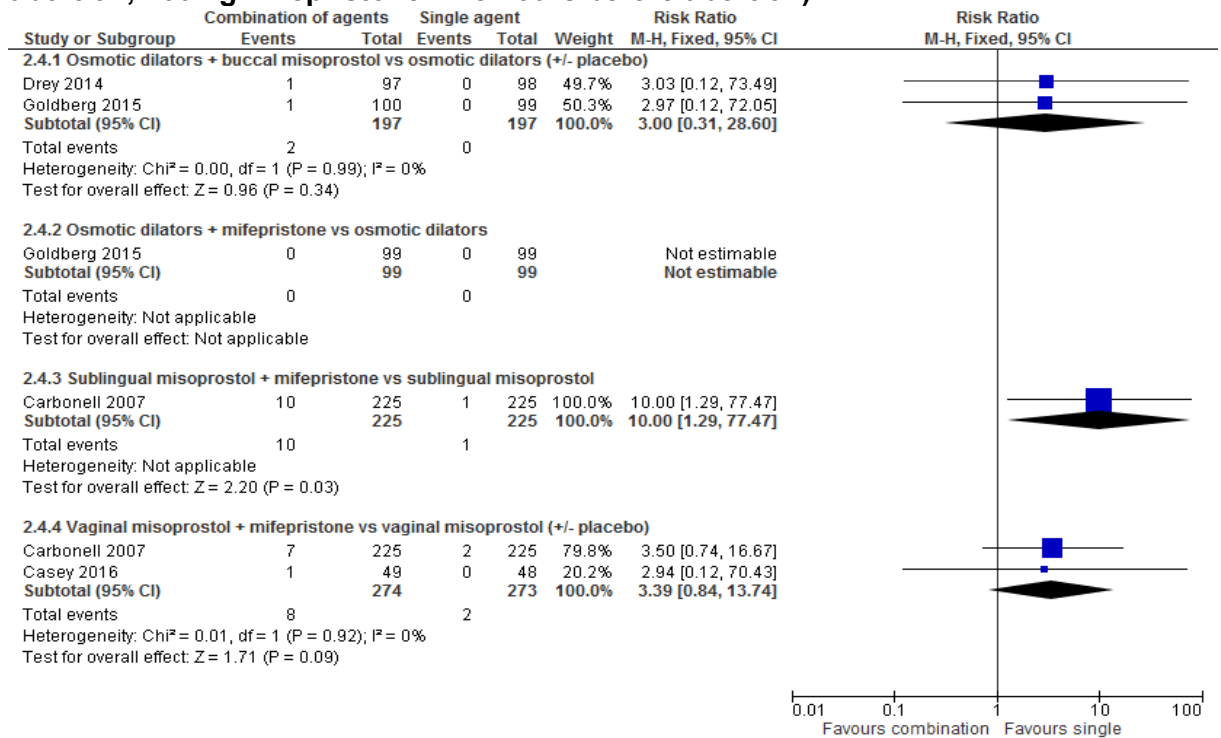 Combination of agents Single agent Risk Ratio Risk Ratio
Study or Subgroup Events Total Events Total Weight M-H, Fixed, 95% CI M-H, Fixed, 95% CI
2.4.1 Osmotic dilators + buccal misoprostol vs osmotic dilators (+/- placebo)
Drey 2014 1 97 0 98 49.7% 3.03 [0.12, 73.49]
Goldberg 2015 1 100 0 99 50.3% 2.97 [0.12, 72.05]
Subtotal (95% CI) 197 197 100.0% 3.00 [0.31, 28.60]
Total events 2 0
Heterogeneity: Chi² = 0.00, df = 1 (P = 0.99); I² = 0%
Test for overall effect: Z = 0.96 (P = 0.34)
2.4.2 Osmotic dilators + mifepristone vs osmotic dilators
Goldberg 2015 0 99 0 99 Not estimable
Subtotal (95% CI) 99 99 Not estimable
Total events 0 0
Heterogeneity: Not applicable
Test for overall effect: Not applicable
2.4.3 Sublingual misoprostol + mifepristone vs sublingual misoprostol
Carbonell 2007 10 225 1 225 100.0% 10.00 [1.29, 77.47]
Subtotal (95% CI) 225 225 100.0% 10.00 [1.29, 77.47]
Total events 10 1
Heterogeneity: Not applicable
Test for overall effect: Z = 2.20 (P = 0.03)
2.4.4 Vaginal misoprostol + mifepristone vs vaginal misoprostol (+/- placebo)
Carbonell 2007 7 225 2 225 79.8% 3.50 [0.74, 16.67]
Casey 2016 1 49 0 48 20.2% 2.94 [0.12, 70.43]
Subtotal (95% CI) 274 273 100.0% 3.39 [0.84, 13.74]
Total events 8 2
Heterogeneity: Chi² = 0.01, df = 1 (P = 0.92); I² = 0%
Test for overall effect: Z = 1.71 (P = 0.09)
0.01 0.1 1 10 100
Favours combination Favours single